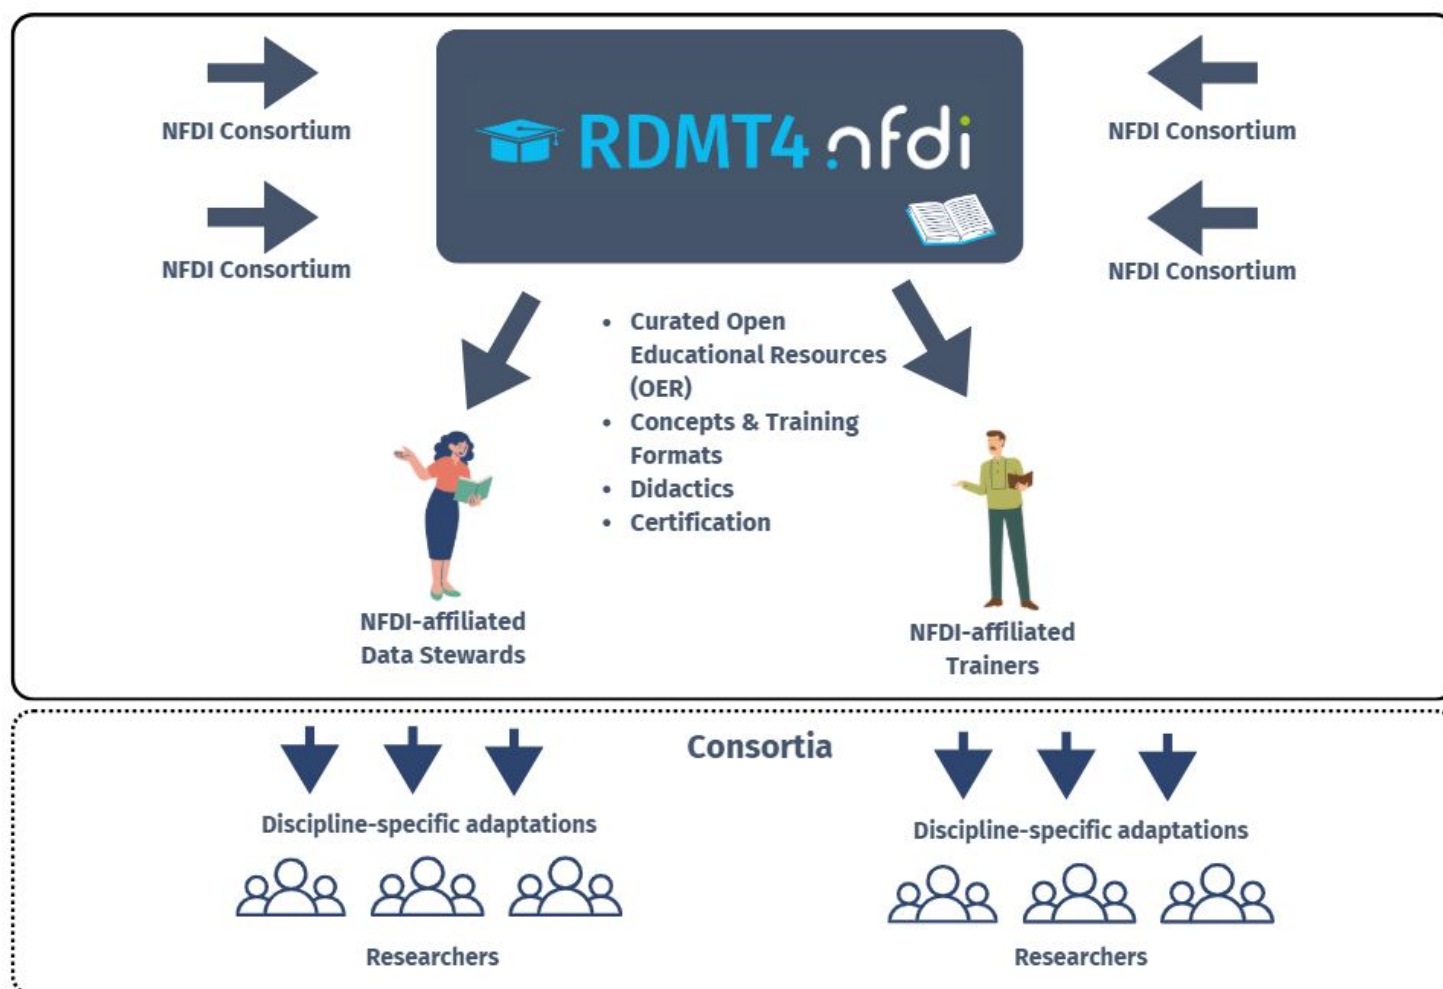 NFDI Consortium
RDMT4 nfdi
NFDI Consortium
NFDI Consortium
NFDI Consortium
• Curated Open
Educational Resources
(OER)
• Concepts & Training
Formats
• Didactics
• Certification
NFDI-affiliated
Data Stewards
NFDI-affiliated
Trainers
Consortia
Discipline-specific adaptations
Discipline-specific adaptations
Researchers
Researchers